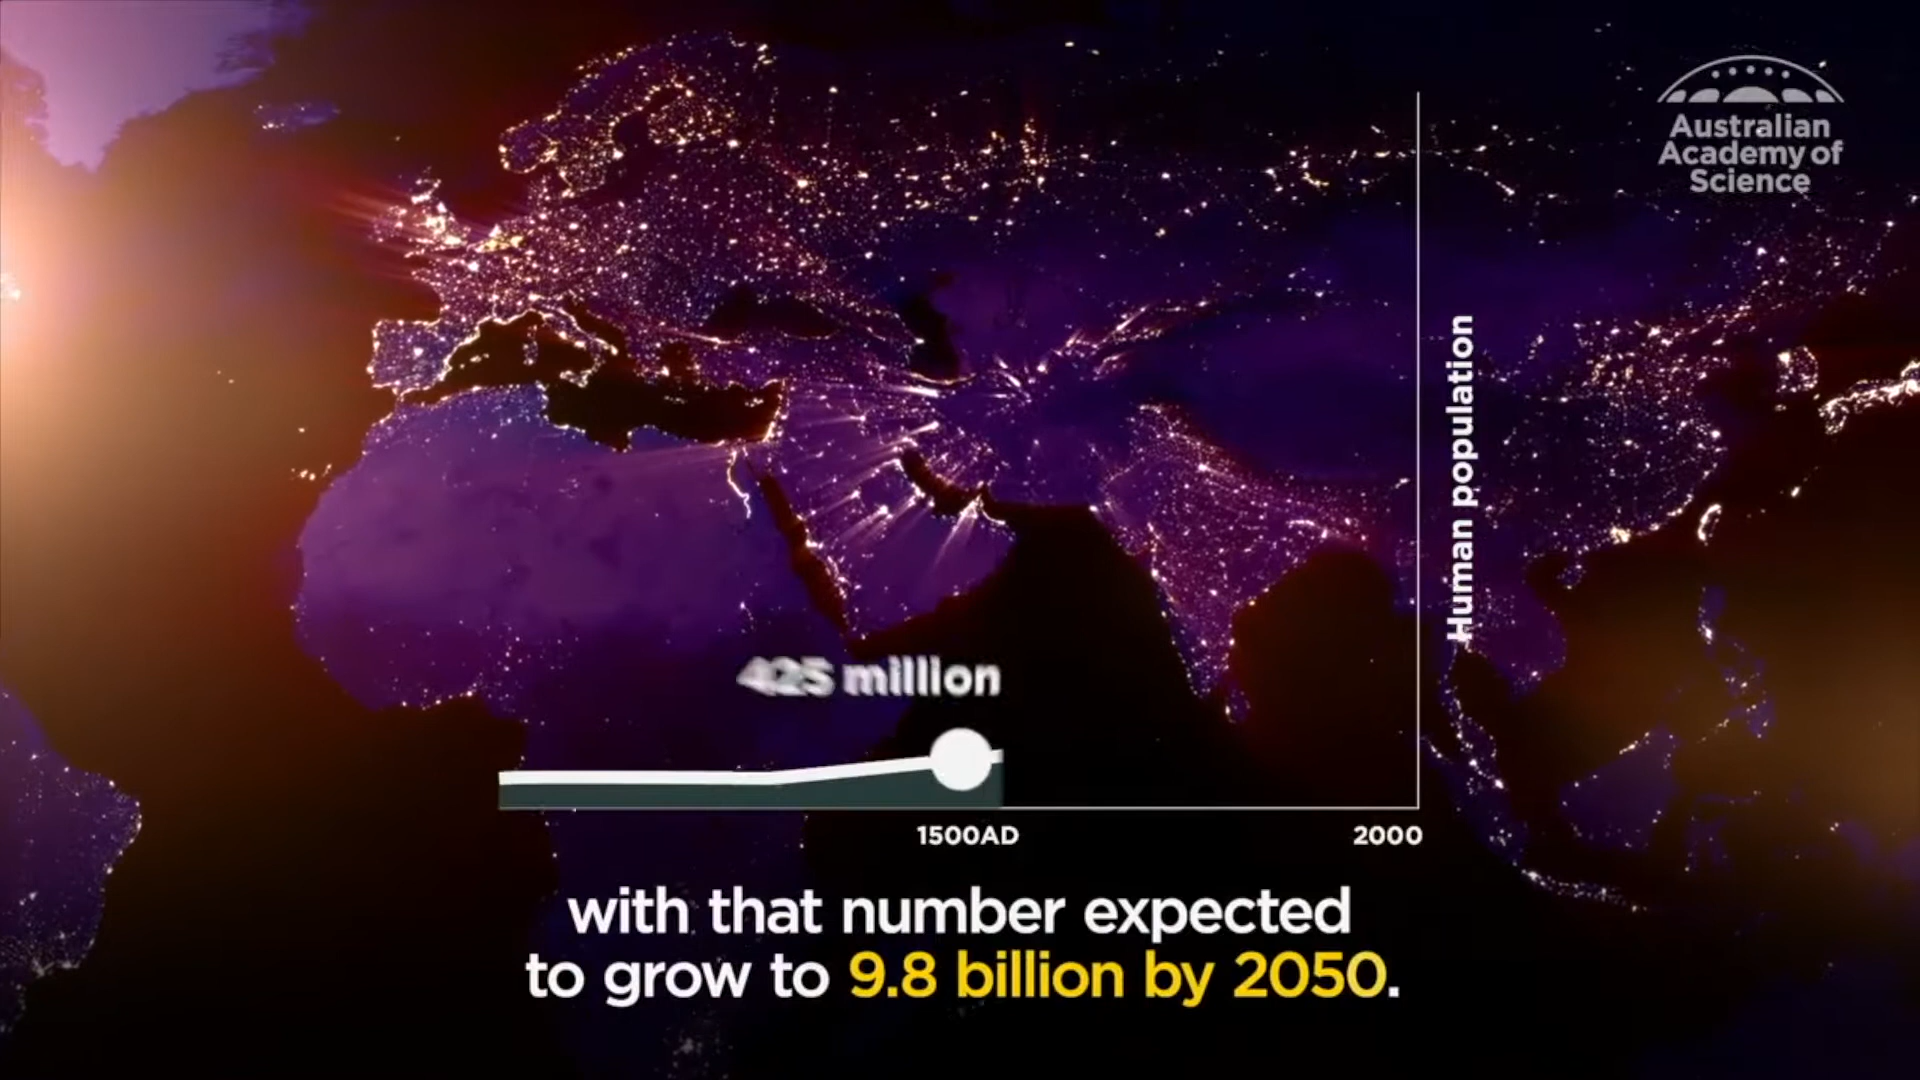 Australian
Academy of
Science
Human population
425 million
1500AD
2000
with that number expected
to grow to 9.8 billion by 2050.